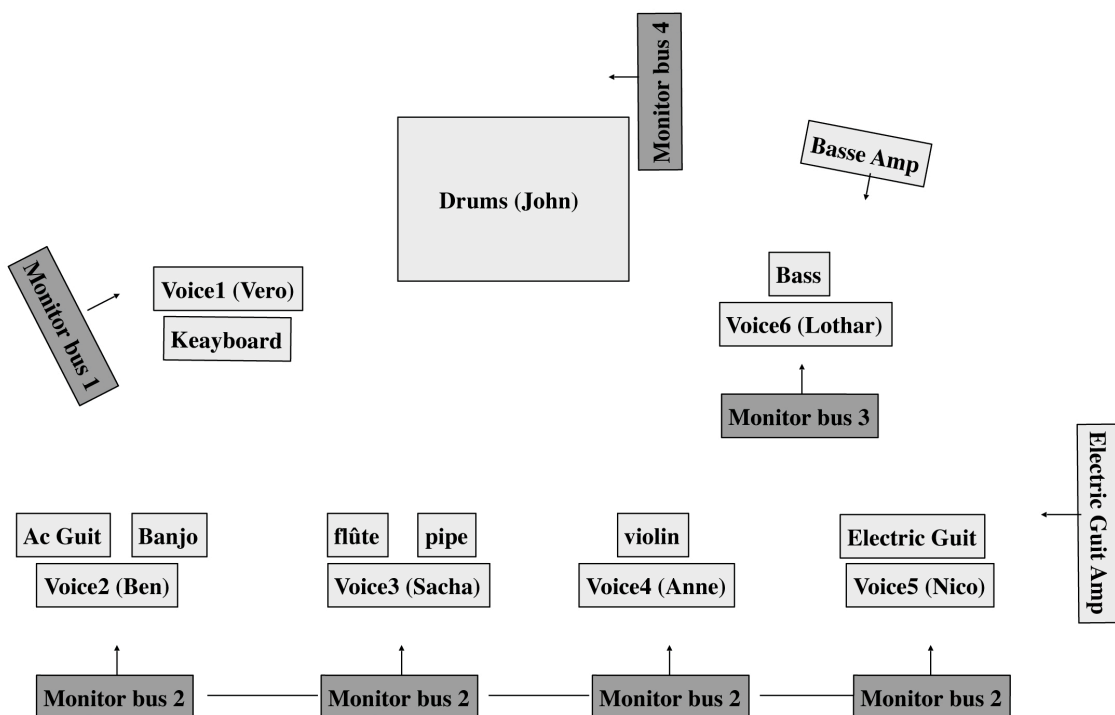 Monitor bus 4
Basse Amp
Drums (John)
Monitor bus 1
Voice1 (Vero)
Keayboard
Bass
Voice6 (Lothar)
Monitor bus 3
Electric Guit Amp
Ac Guit
Banjo
flûte
pipe
violin
Electric Guit
Voice2 (Ben)
Voice3 (Sacha)
Voice4 (Anne)
Voice5 (Nico)
Monitor bus 2
Monitor bus 2
Monitor bus 2
Monitor bus 2